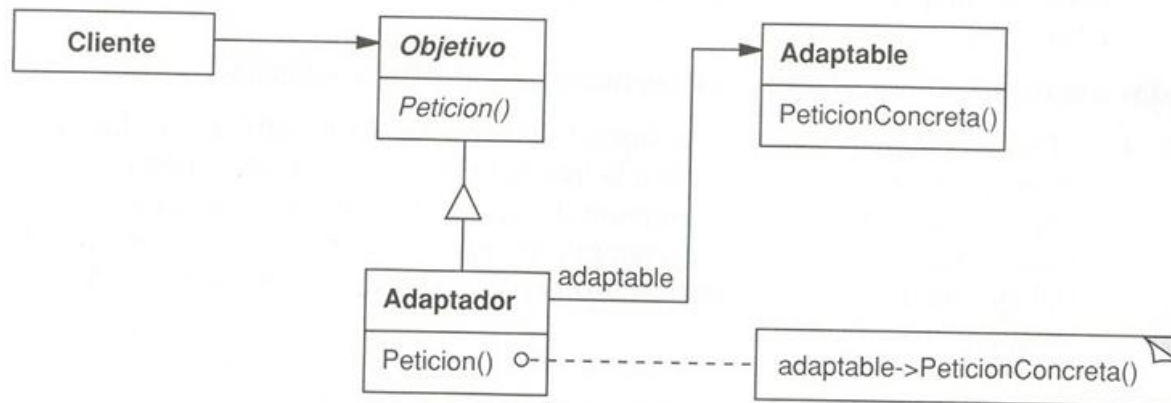 Cliente
Objetivo
Peticion()
Adaptable
PeticionConcreta()
adaptable
Adaptador
Peticion()
adaptable->PeticionConcreta()